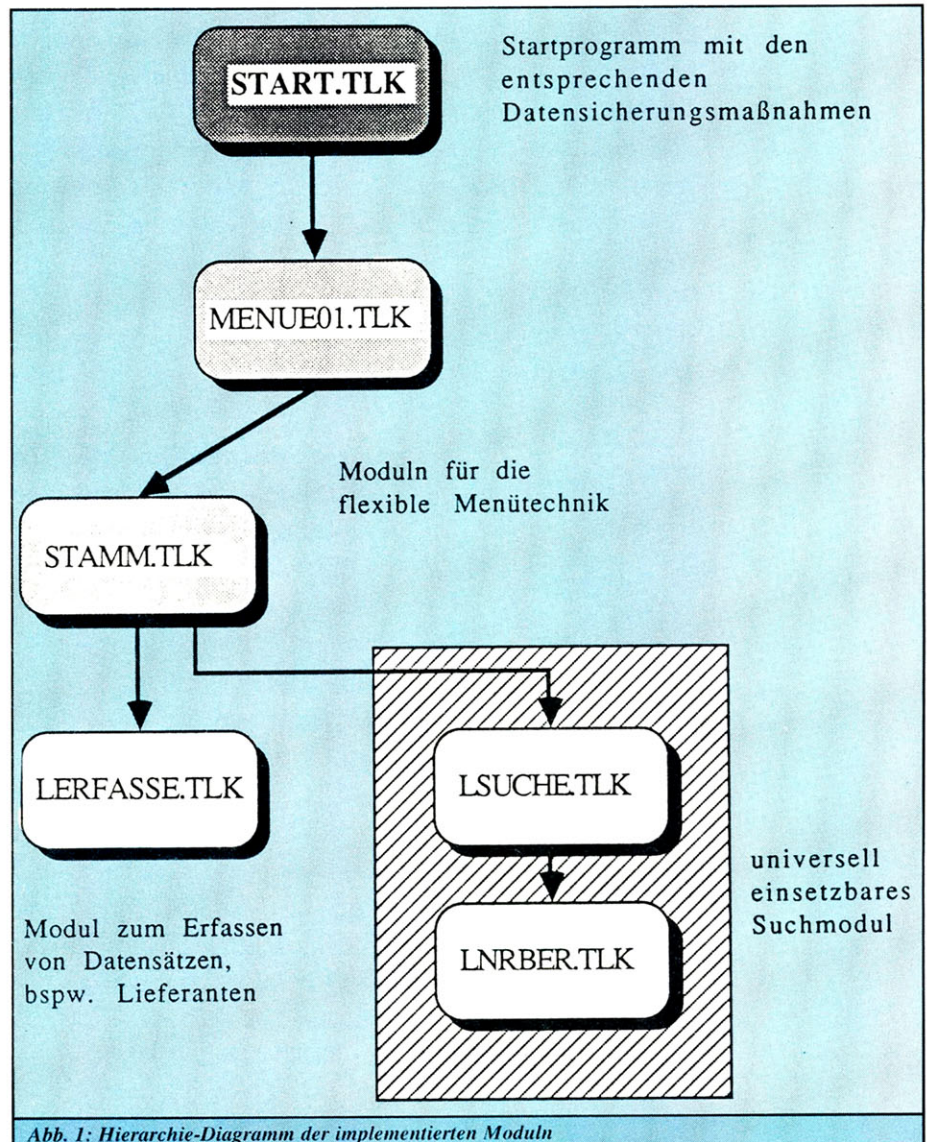 START.TLK
Startprogramm mit den
entsprechenden
Datensicherungsmaßnahmen
MENUE01.TLK
Moduln für die
flexible Menütechnik
STAMM.TLK
LERFASSE.TLK
LSUCHE.TLK
LNRBER.TLK
universell
einsetzbares
Suchmodul
Modul zum Erfassen
von Datensätzen,
bspw. Lieferanten
Abb. 1: Hierarchie-Diagramm der implementierten Moduln